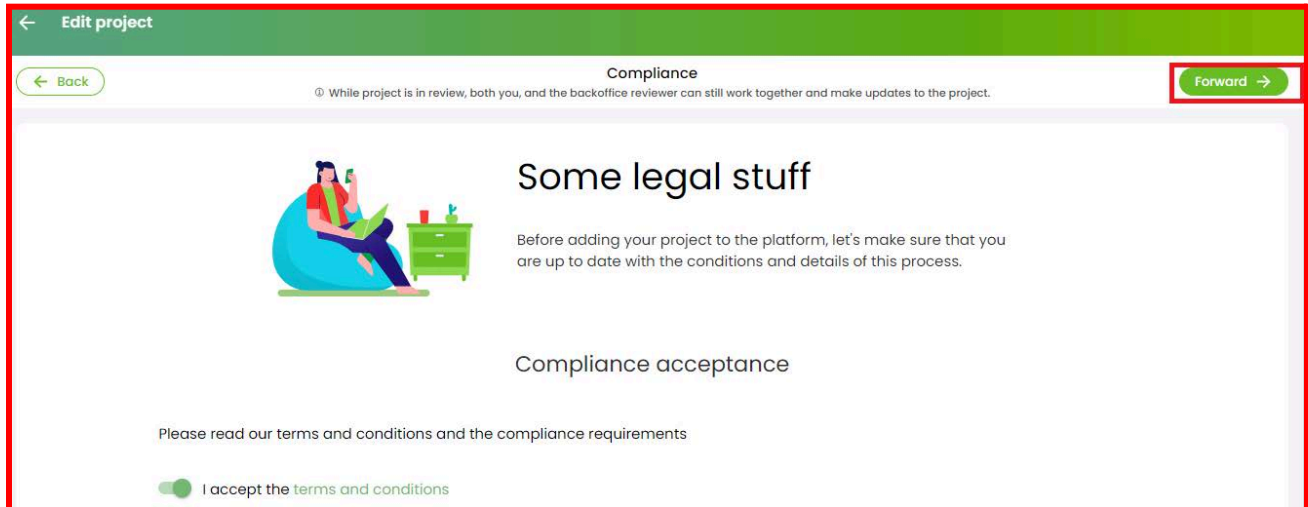 Edit project
Back
Compliance
Forward
While project is in review, both you, and the backoffice reviewer can still work together and make updates to the project.
Some legal stuff
Before adding your project to the platform, let's make sure that you
are up to date with the conditions and details of this process.
Compliance acceptance
Please read our terms and conditions and the compliance requirements
I accept the terms and conditions